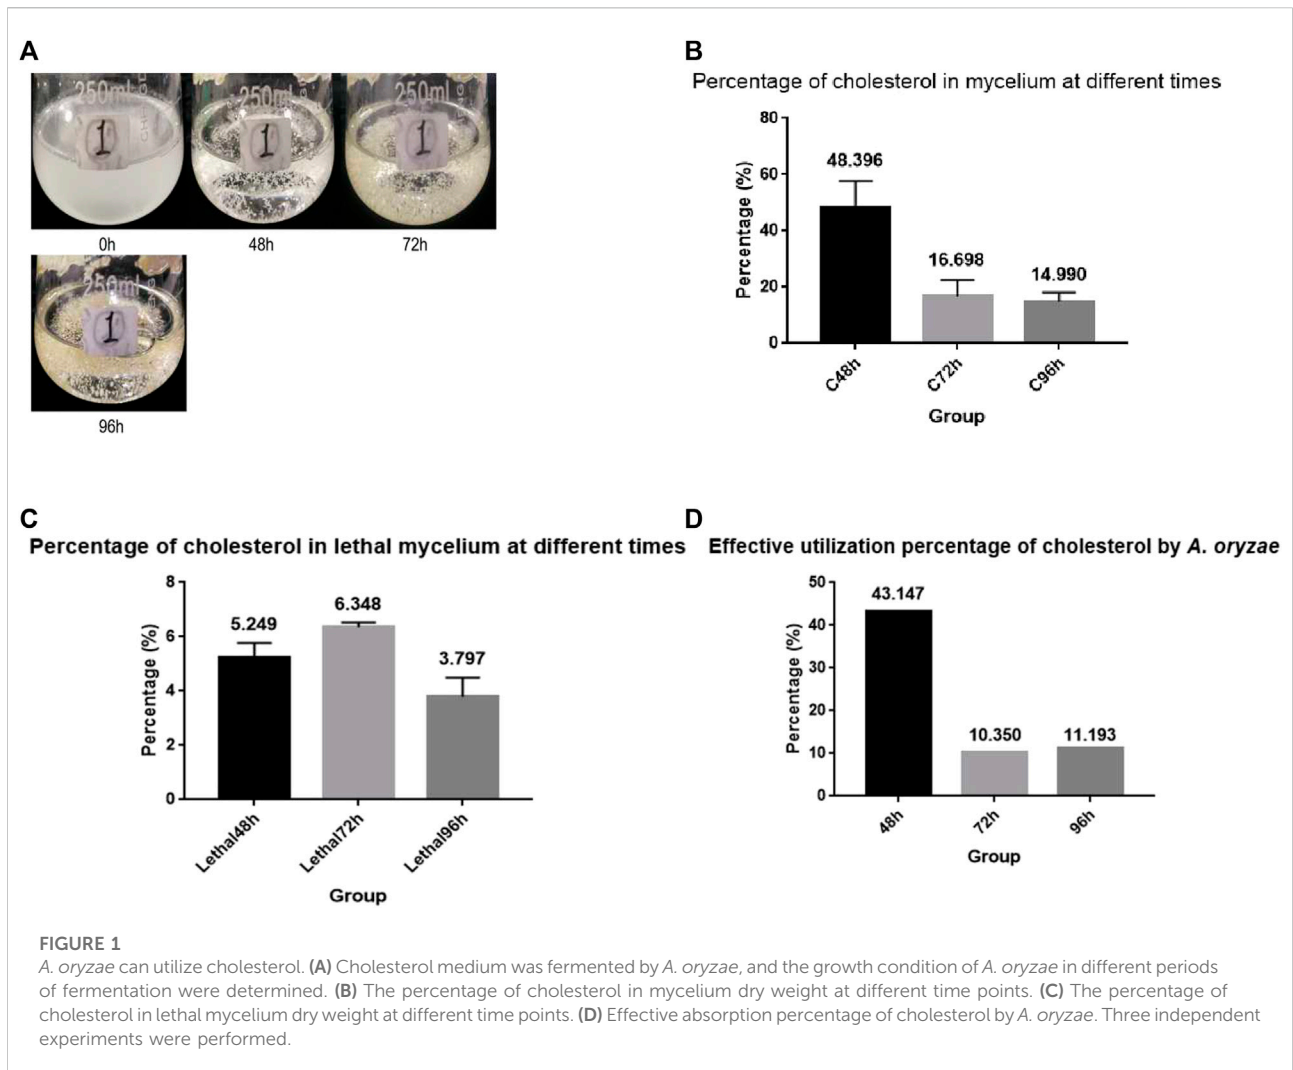 A
250ml
1
250ml
1
250ml
1
0h
48h
72h
250ml
1
96h
B
Percentage of cholesterol in mycelium at different times
Percentage (%)
80
60
40
20
0
48.396
16.698
14.990
C48h
C72h
C96h
Group
C
Percentage of cholesterol in lethal mycelium at different times
Percentage (%)
8
6
4
2
0
5.249
6.348
3.797
Lethal48h
Lethal72h
Lethal96h
Group
D
Effective utilization percentage of cholesterol by A. oryzae
Percentage (%)
50
40
30
20
10
0
43.147
10.350
11.193
48h
72h
96h
Group
FIGURE 1
A. oryzae can utilize cholesterol. (A) Cholesterol medium was fermented by A. oryzae, and the growth condition of A. oryzae in different periods
of fermentation were determined. (B) The percentage of cholesterol in mycelium dry weight at different time points. (C) The percentage of
cholesterol in lethal mycelium dry weight at different time points. (D) Effective absorption percentage of cholesterol by A. oryzae. Three independent
experiments were performed.